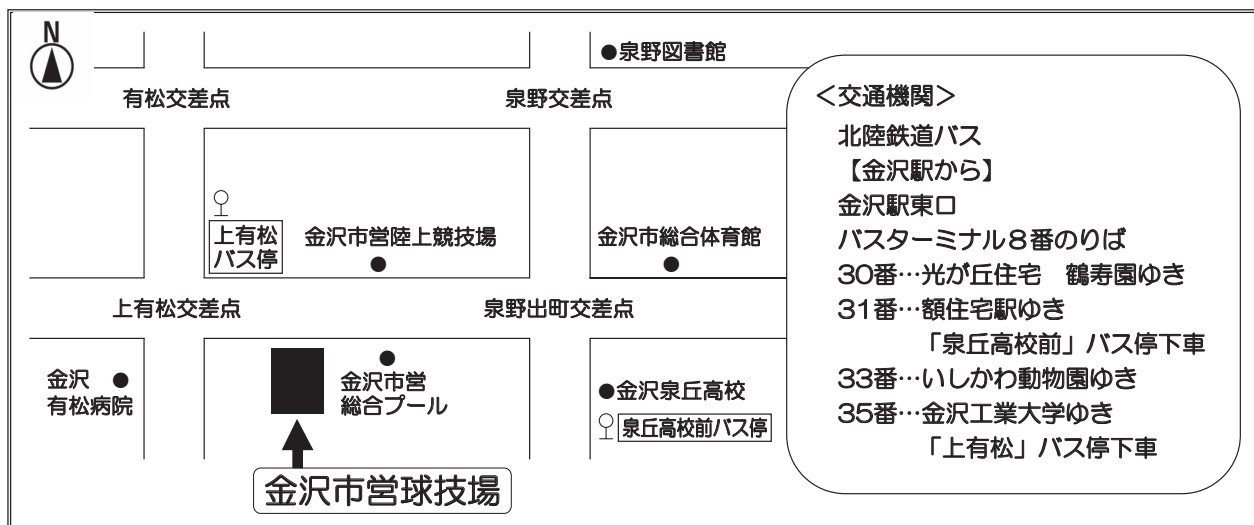 N
●泉野図書館
有松交差点
泉野交差点
上有松
バス停
金沢市営陸上競技場
金沢市総合体育館
上有松交差点
泉野出町交差点
金沢
有松病院
金沢市営
総合プール
●金沢泉丘高校
泉丘高校前バス停
金沢市営球技場
＜交通機関＞
北陸鉄道バス
【金沢駅から】
金沢駅東口
バスターミナル８番のりば
30番…光が丘住宅　鶴寿園ゆき
31番…額住宅駅ゆき
「泉丘高校前」バス停下車
33番…いしかわ動物園ゆき
35番…金沢工業大学ゆき
「上有松」バス停下車